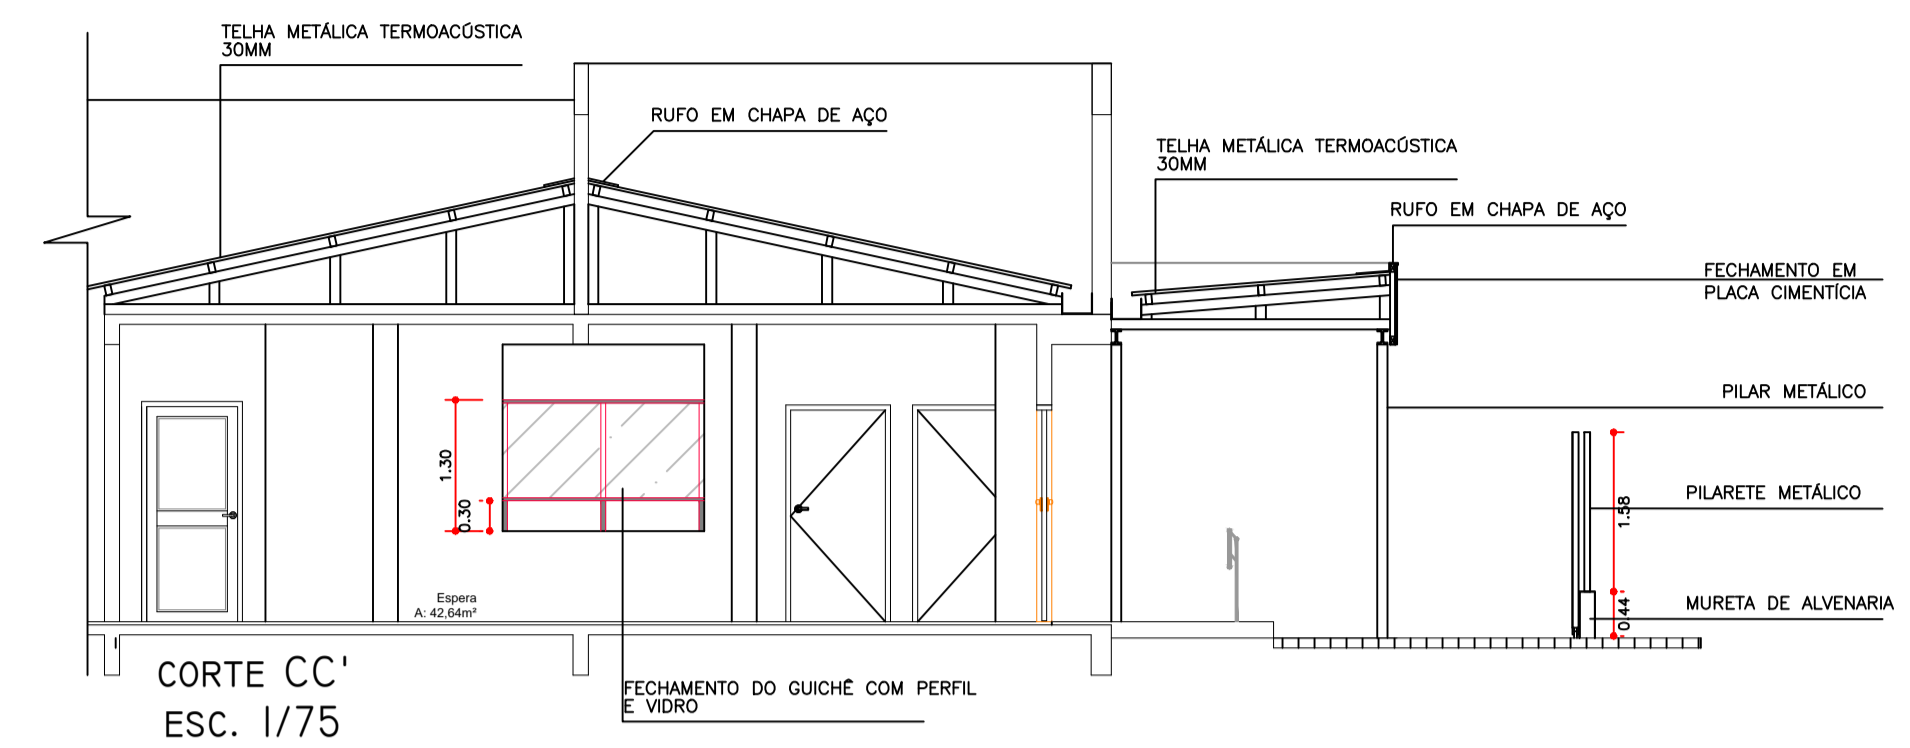 TELHA METÁLICA TERMOACÚSTICA
30MM
RUFO EM CHAPA DE AÇO
TELHA METÁLICA TERMOACÚSTICA
30MM
RUFO EM CHAPA DE AÇO
FECHAMENTO EM
PLACA CIMENTÍCIA
PILAR METÁLICO
1.30
0.30
PILARETE METÁLICO
1.58
Espera
A: 42,64m²
0.44
MURETA DE ALVENARIA
CORTE CC'
ESC. 1/75
FECHAMENTO DO GUICHÊ COM PERFIL
E VIDRO